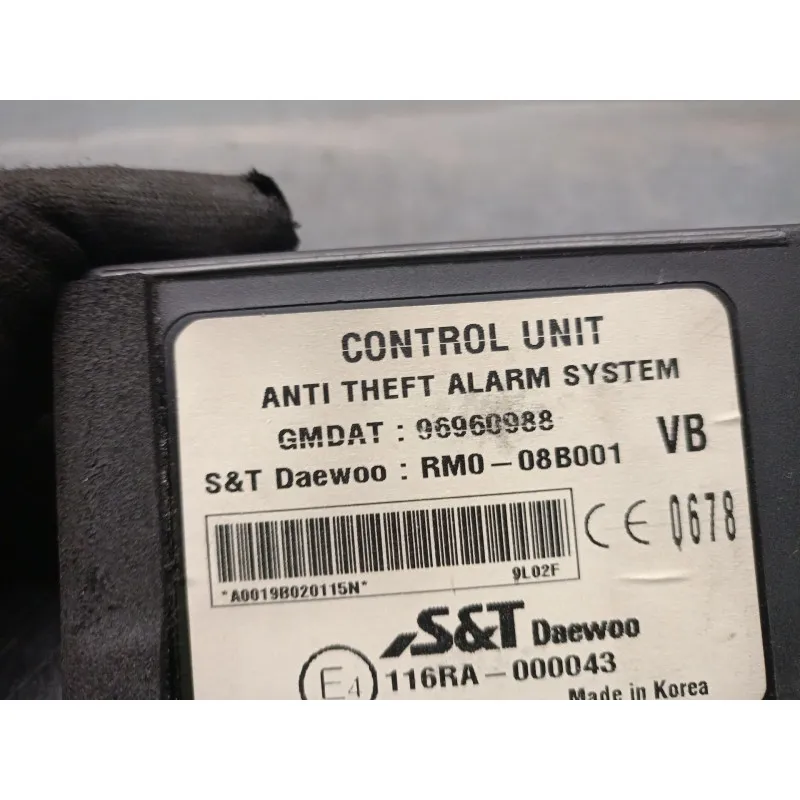 CONTROL UNIT
ANTI THEFT ALARM SYSTEM
GMDAT : 96960988
S&T Daewoo : RM0-08B001
VB
CE 0678
*A0019B020115N*
9L02F
S&T Daewoo
E4 116RA-000043
Made in Korea